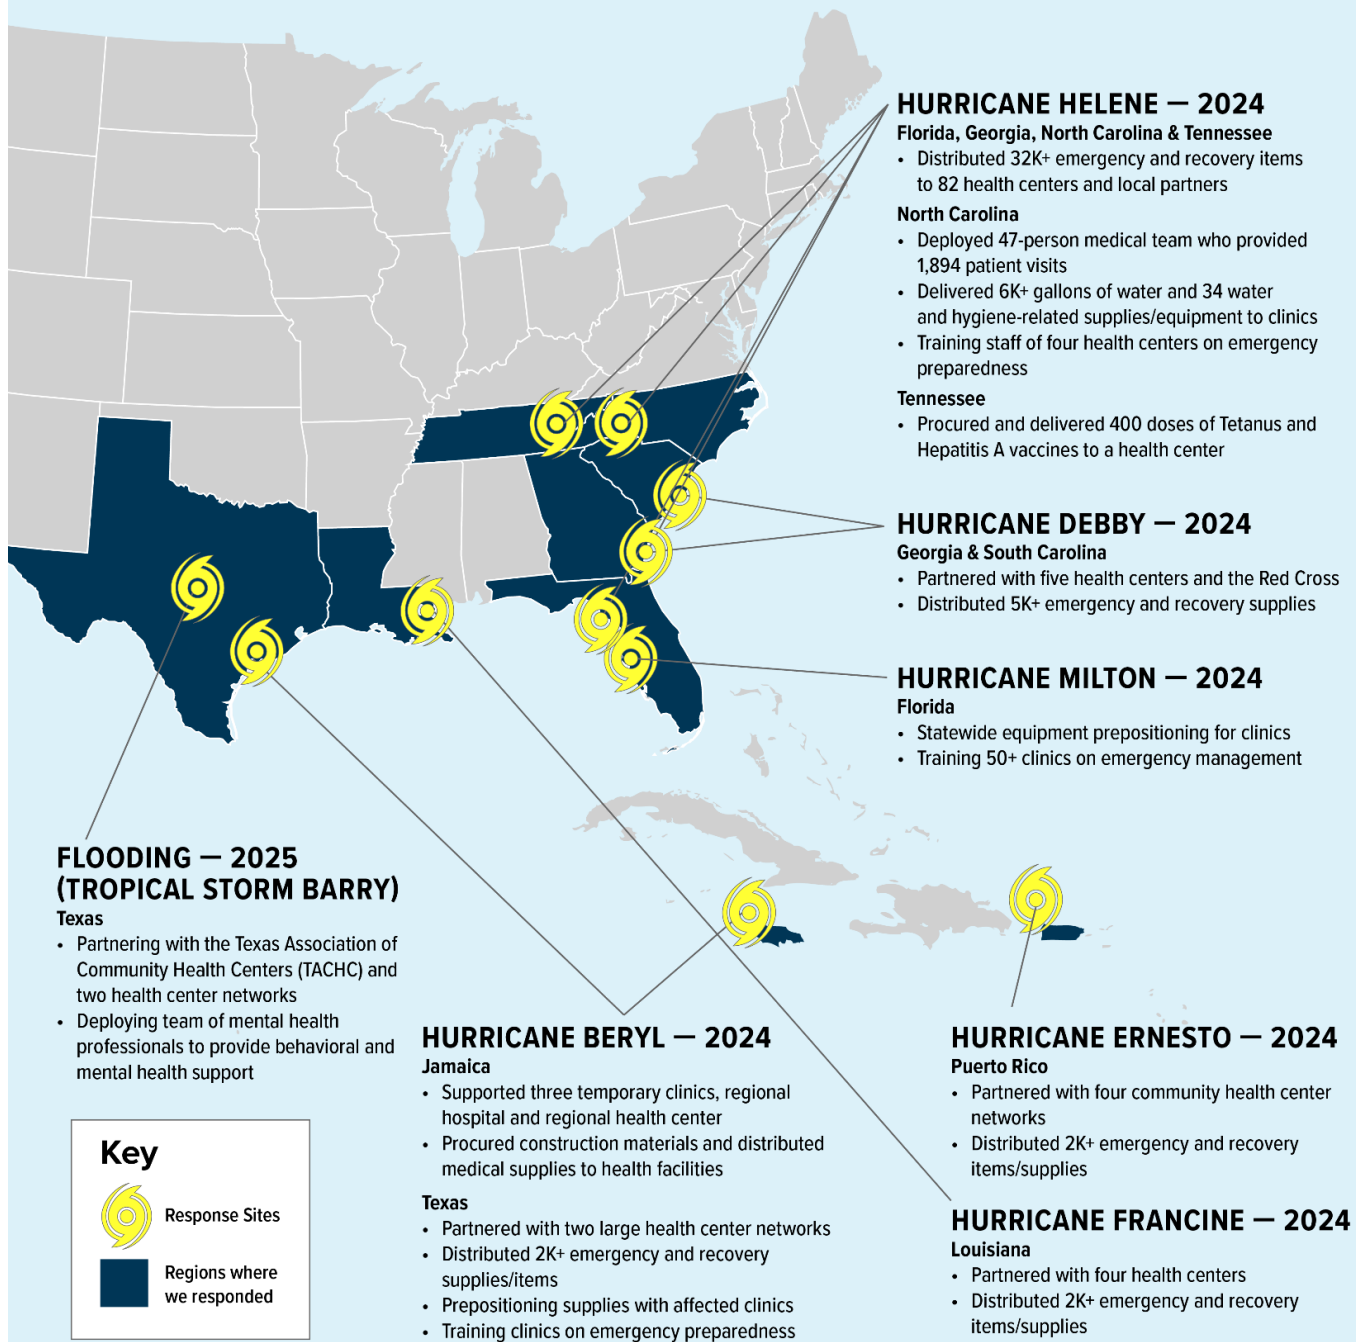 HURRICANE HELENE — 2024
Florida, Georgia, North Carolina & Tennessee
• Distributed 32K+ emergency and recovery items
to 82 health centers and local partners
North Carolina
• Deployed 47-person medical team who provided
1,894 patient visits
• Delivered 6K+ gallons of water and 34 water
and hygiene-related supplies/equipment to clinics
• Training staff of four health centers on emergency
preparedness
Tennessee
• Procured and delivered 400 doses of Tetanus and
Hepatitis A vaccines to a health center
HURRICANE DEBBY — 2024
Georgia & South Carolina
• Partnered with five health centers and the Red Cross
• Distributed 5K+ emergency and recovery supplies
HURRICANE MILTON — 2024
Florida
• Statewide equipment prepositioning for clinics
• Training 50+ clinics on emergency management
FLOODING — 2025
(TROPICAL STORM BARRY)
Texas
• Partnering with the Texas Association of
Community Health Centers (TACHC) and
two health center networks
• Deploying team of mental health
professionals to provide behavioral and
mental health support
Key
Response Sites
Regions where
we responded
HURRICANE BERYL — 2024
Jamaica
• Supported three temporary clinics, regional
hospital and regional health center
• Procured construction materials and distributed
medical supplies to health facilities
Texas
• Partnered with two large health center networks
• Distributed 2K+ emergency and recovery
supplies/items
• Prepositioning supplies with affected clinics
• Training clinics on emergency preparedness
HURRICANE ERNESTO — 2024
Puerto Rico
• Partnered with four community health center
networks
• Distributed 2K+ emergency and recovery
items/supplies
HURRICANE FRANCINE — 2024
Louisiana
• Partnered with four health centers
• Distributed 2K+ emergency and recovery
items/supplies